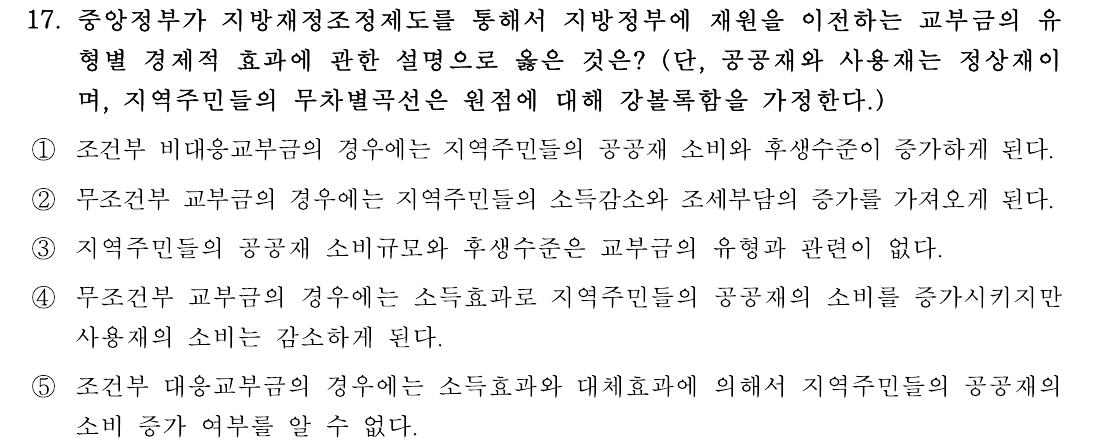 17. 중앙정부가 지방재정조정제도를 통해서 지방정부에 재원을 이전하는 교부금의 유
형별 경제적 효과에 관한 설명으로 옳은 것은? (단, 공공재와 사용재는 정상재이
며, 지역주민들의 무차별곡선은 원점에 대해 강볼록함을 가정한다.)
① 조건부 비대응교부금의 경우에는 지역주민들의 공공재 소비와 후생수준이 증가하게 된다.
② 무조건부 교부금의 경우에는 지역주민들의 소득감소와 조세부담의 증가를 가져오게 된다.
③ 지역주민들의 공공재 소비규모와 후생수준은 교부금의 유형과 관련이 없다.
④ 무조건부 교부금의 경우에는 소득효과로 지역주민들의 공공재의 소비를 증가시키지만
사용재의 소비는 감소하게 된다.
⑤ 조건부 대응교부금의 경우에는 소득효과와 대체효과에 의해서 지역주민들의 공공재의
소비 증가 여부를 알 수 없다.